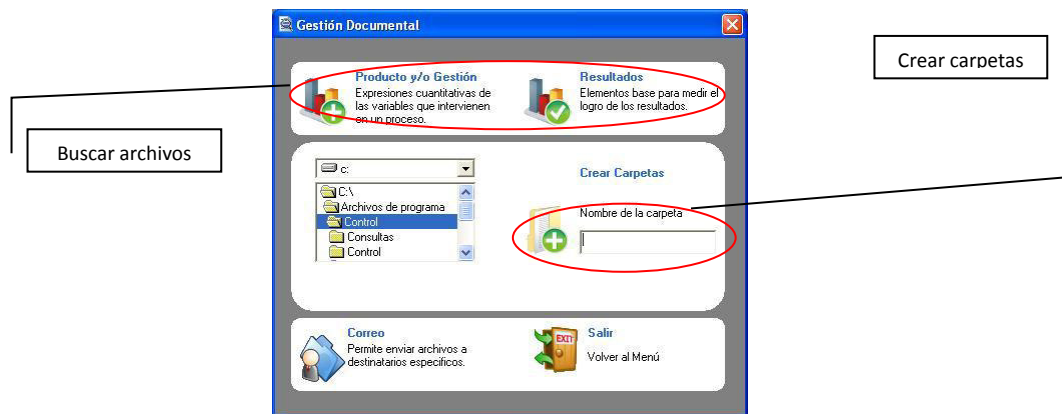 Gestión Documental
Crear carpetas
Buscar archivos
Producto y/o Gestión
Expresiones cuantitativas de
las variables que intervienen
en un proceso.
Resultados
Elementos base para medir el
logro de los resultados.
c:
C:\
Archivos de programa
Control
Consultas
Control
Crear Carpetas
Nombre de la carpeta
Correo
Permite enviar archivos a
destinatarios especificos.
EXIT
Salir
Volver al Menú